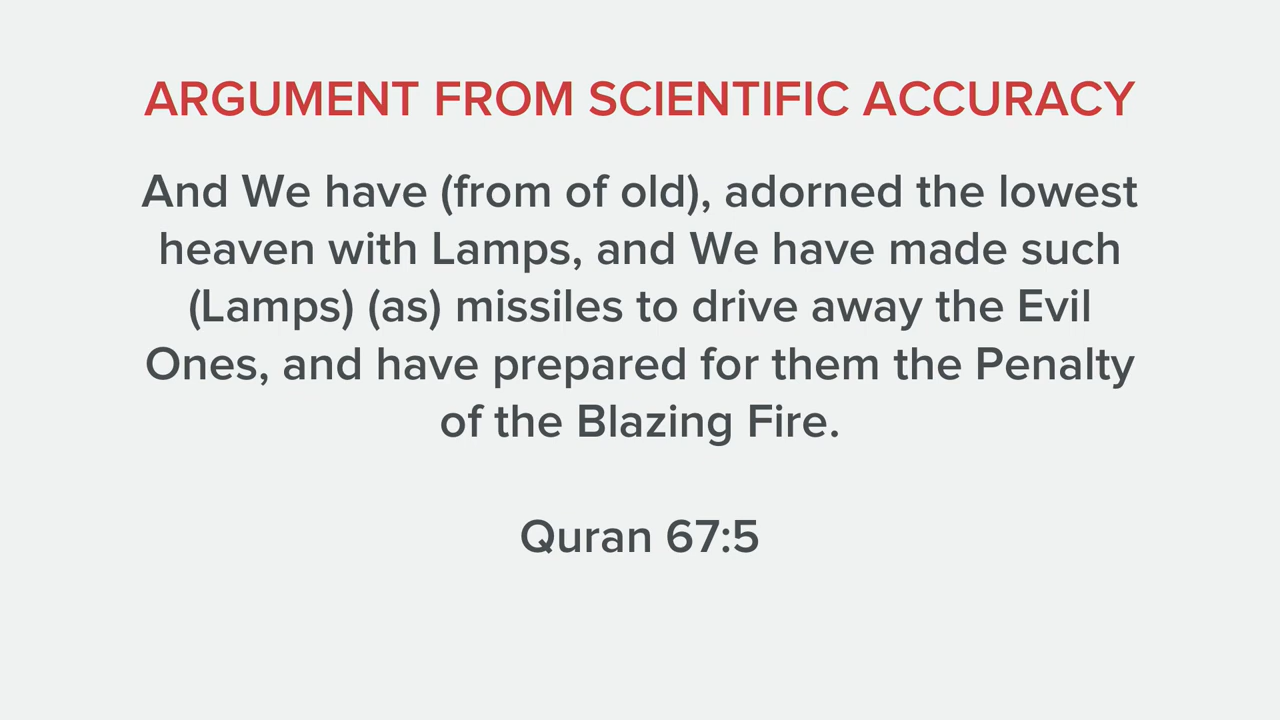 ARGUMENT FROM SCIENTIFIC ACCURACY
And We have (from of old), adorned the lowest
heaven with Lamps, and We have made such
(Lamps) (as) missiles to drive away the Evil
Ones, and have prepared for them the Penalty
of the Blazing Fire.
Quran 67:5